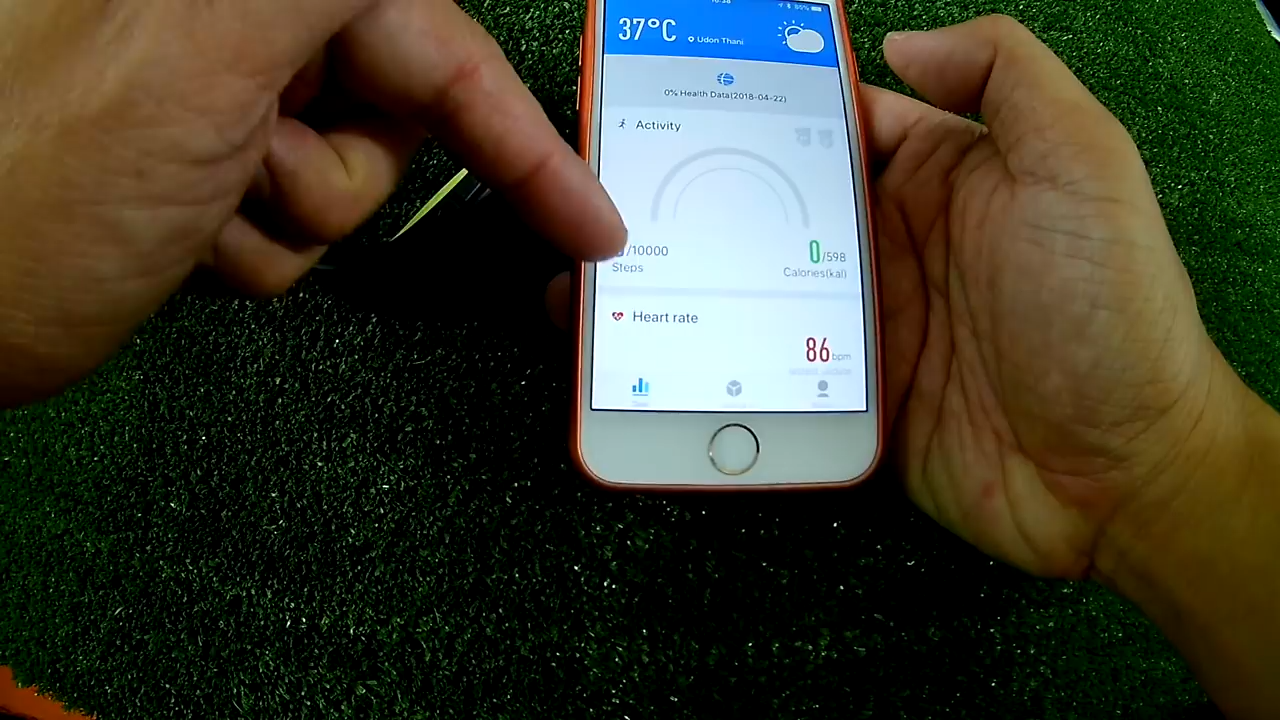 37°C Udon Thani
0% Health Data(2018-04-22)
Activity
/10000
Steps
0/598
Calories(kal)
Heart rate
86 bpm